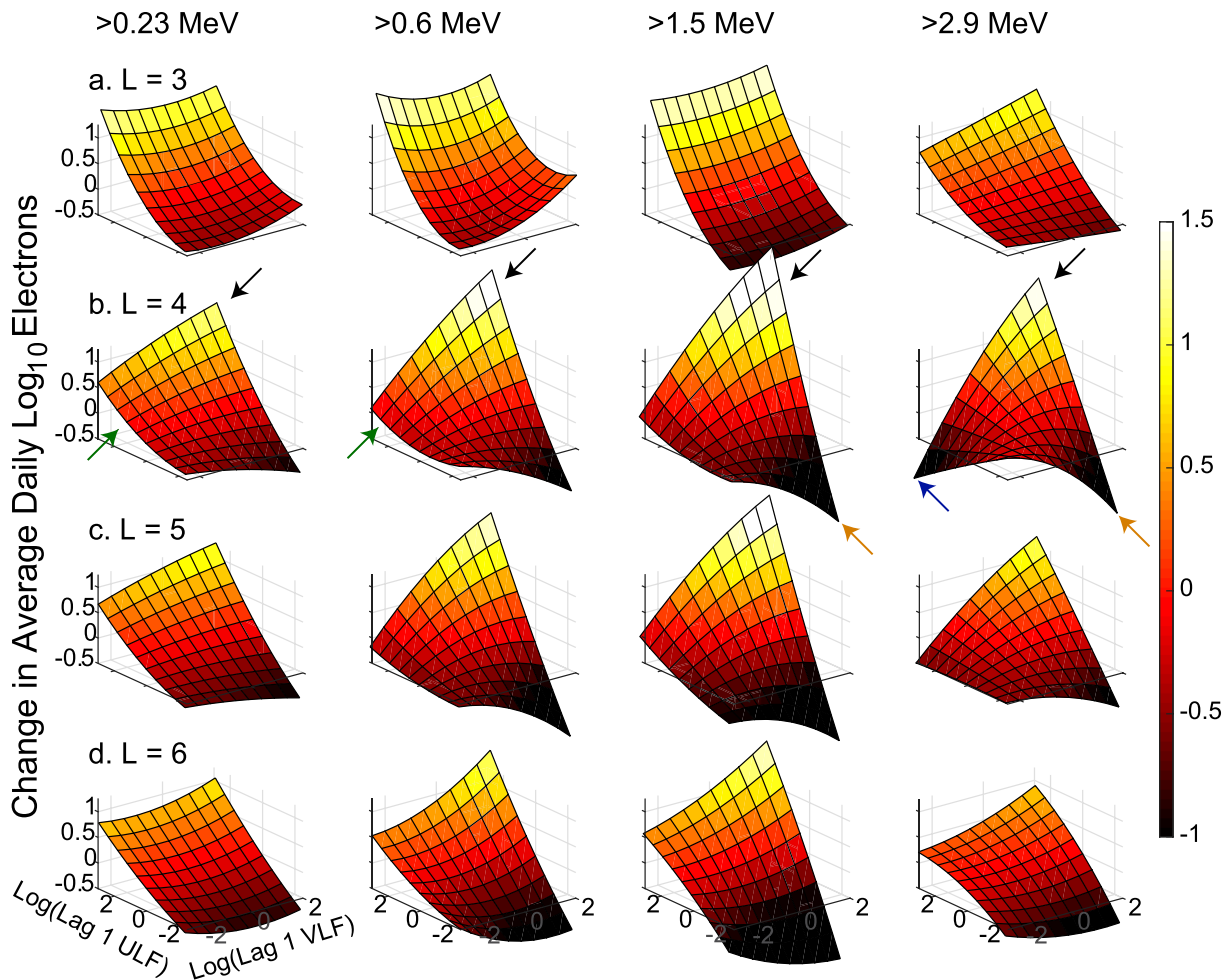 >0.23 MeV >0.6 MeV >1.5 MeV >2.9 MeV
Change in Average Daily Log10Electrons
a. L = 3
1
0.5
0
-0.5
b. L = 4
1
0.5
0
-0.5
c. L = 5
1
0.5
0
-0.5
d. L = 6
1
0.5
0
-0.5
2 0 -2 -2 0 2
2 0 -2 -2 0 2
2 0 -2 -2 0 2
2 0 -2 -2 0 2
Log(Lag 1 ULF)
Log(Lag 1 VLF)
1.5
1
0.5
0
-0.5
-1